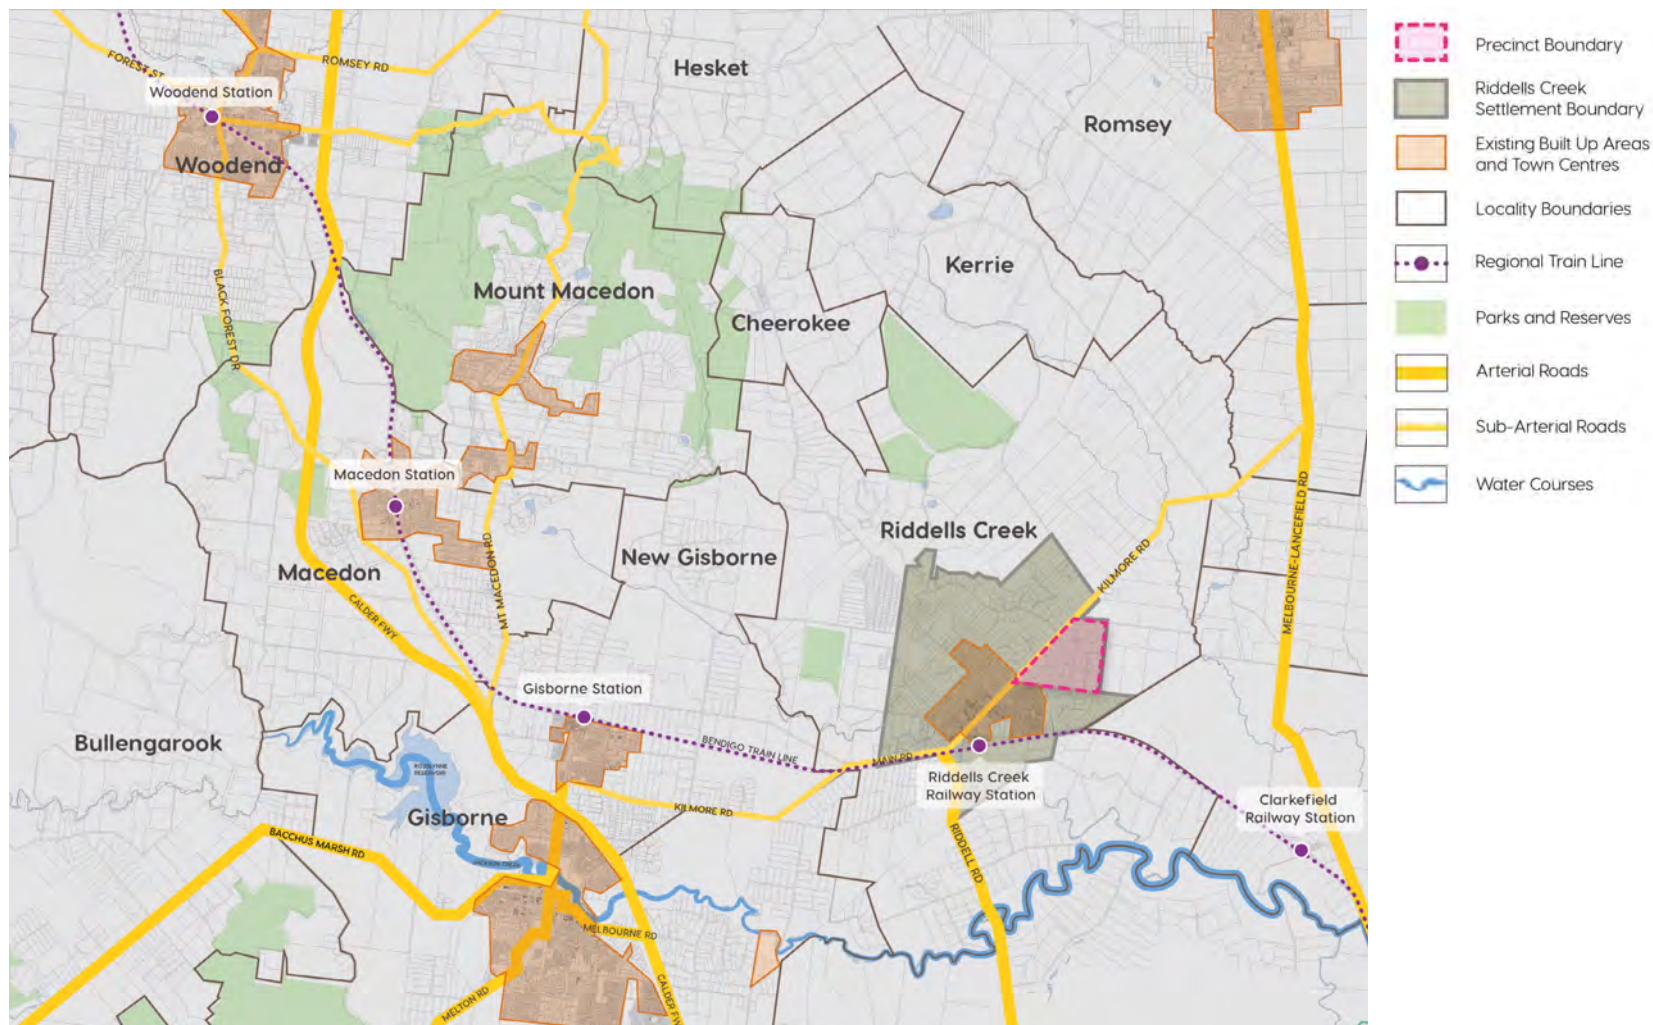 FOREST ST
ROMSEY RD
Woodend Station
Woodend
Hesket
Romsey
Kerrie
Mount Macedon
Cheerokee
BLACK FOREST DR
Macedon Station
Macedon
MT MACEDON RD
CALDER FWY
New Gisborne
Riddells Creek
KILMORE RD
MELBOURNE-LANCEFIELD RD
Gisborne Station
BENDIGO TRAIN LINE
MAIN RD
Riddells Creek
Railway Station
Clarkefield
Railway Station
Bullengarook
ROSSLYNNE
RESERVOIR
Gisborne
KILMORE RD
BACCHUS MARSH RD
JACKSON CREEK
RIDDELL RD
MELBOURNE RD
MELTON RD
CALDER FWY
Precinct Boundary
Riddells Creek
Settlement Boundary
Existing Built Up Areas
and Town Centres
Locality Boundaries
Regional Train Line
Parks and Reserves
Arterial Roads
Sub-Arterial Roads
Water Courses